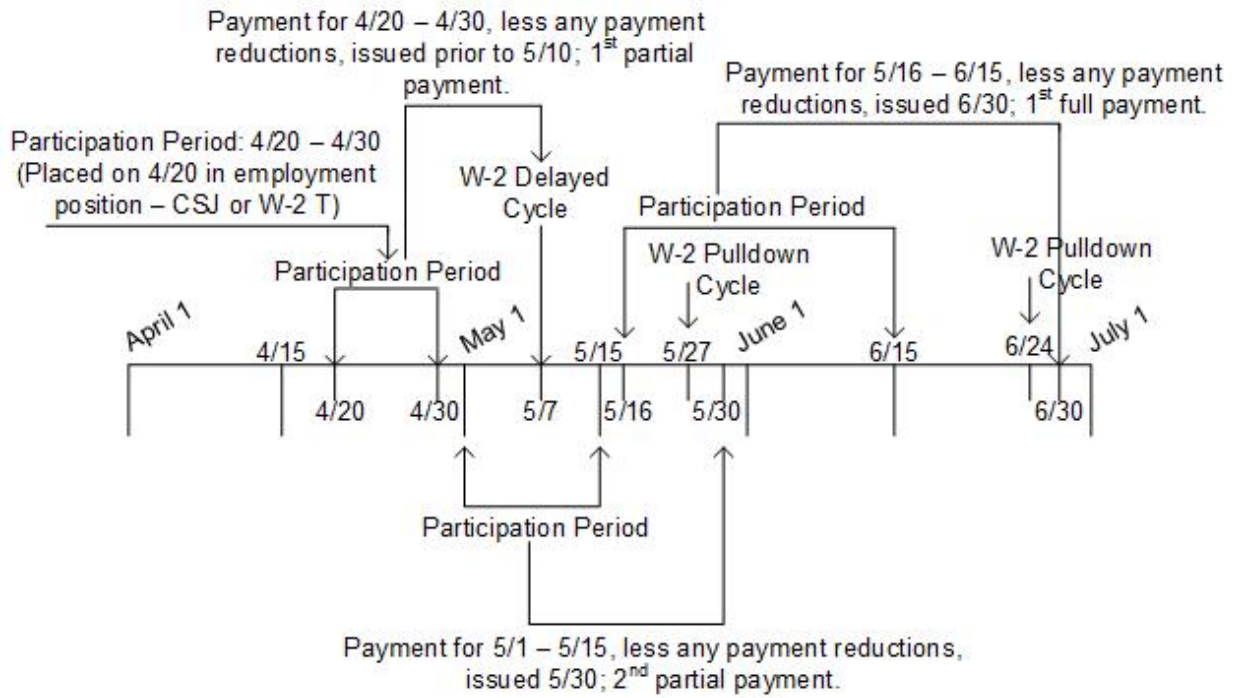 Payment for 4/20 – 4/30, less any payment
reductions, issued prior to 5/10; 1st partial
payment.
Payment for 5/16 – 6/15, less any payment
reductions, issued 6/30; 1st full payment.
Participation Period: 4/20 – 4/30
(Placed on 4/20 in employment
position – CSJ or W-2 T)
W-2 Delayed
Cycle
Participation Period
Participation Period
W-2 Pulldown
Cycle
W-2 Pulldown
Cycle
April 1
May 1
June 1
July 1
4/15
5/15
5/27
6/15
6/24
4/20
4/30
5/7
5/16
5/30
6/30
Participation Period
Payment for 5/1 – 5/15, less any payment reductions,
issued 5/30; 2nd partial payment.